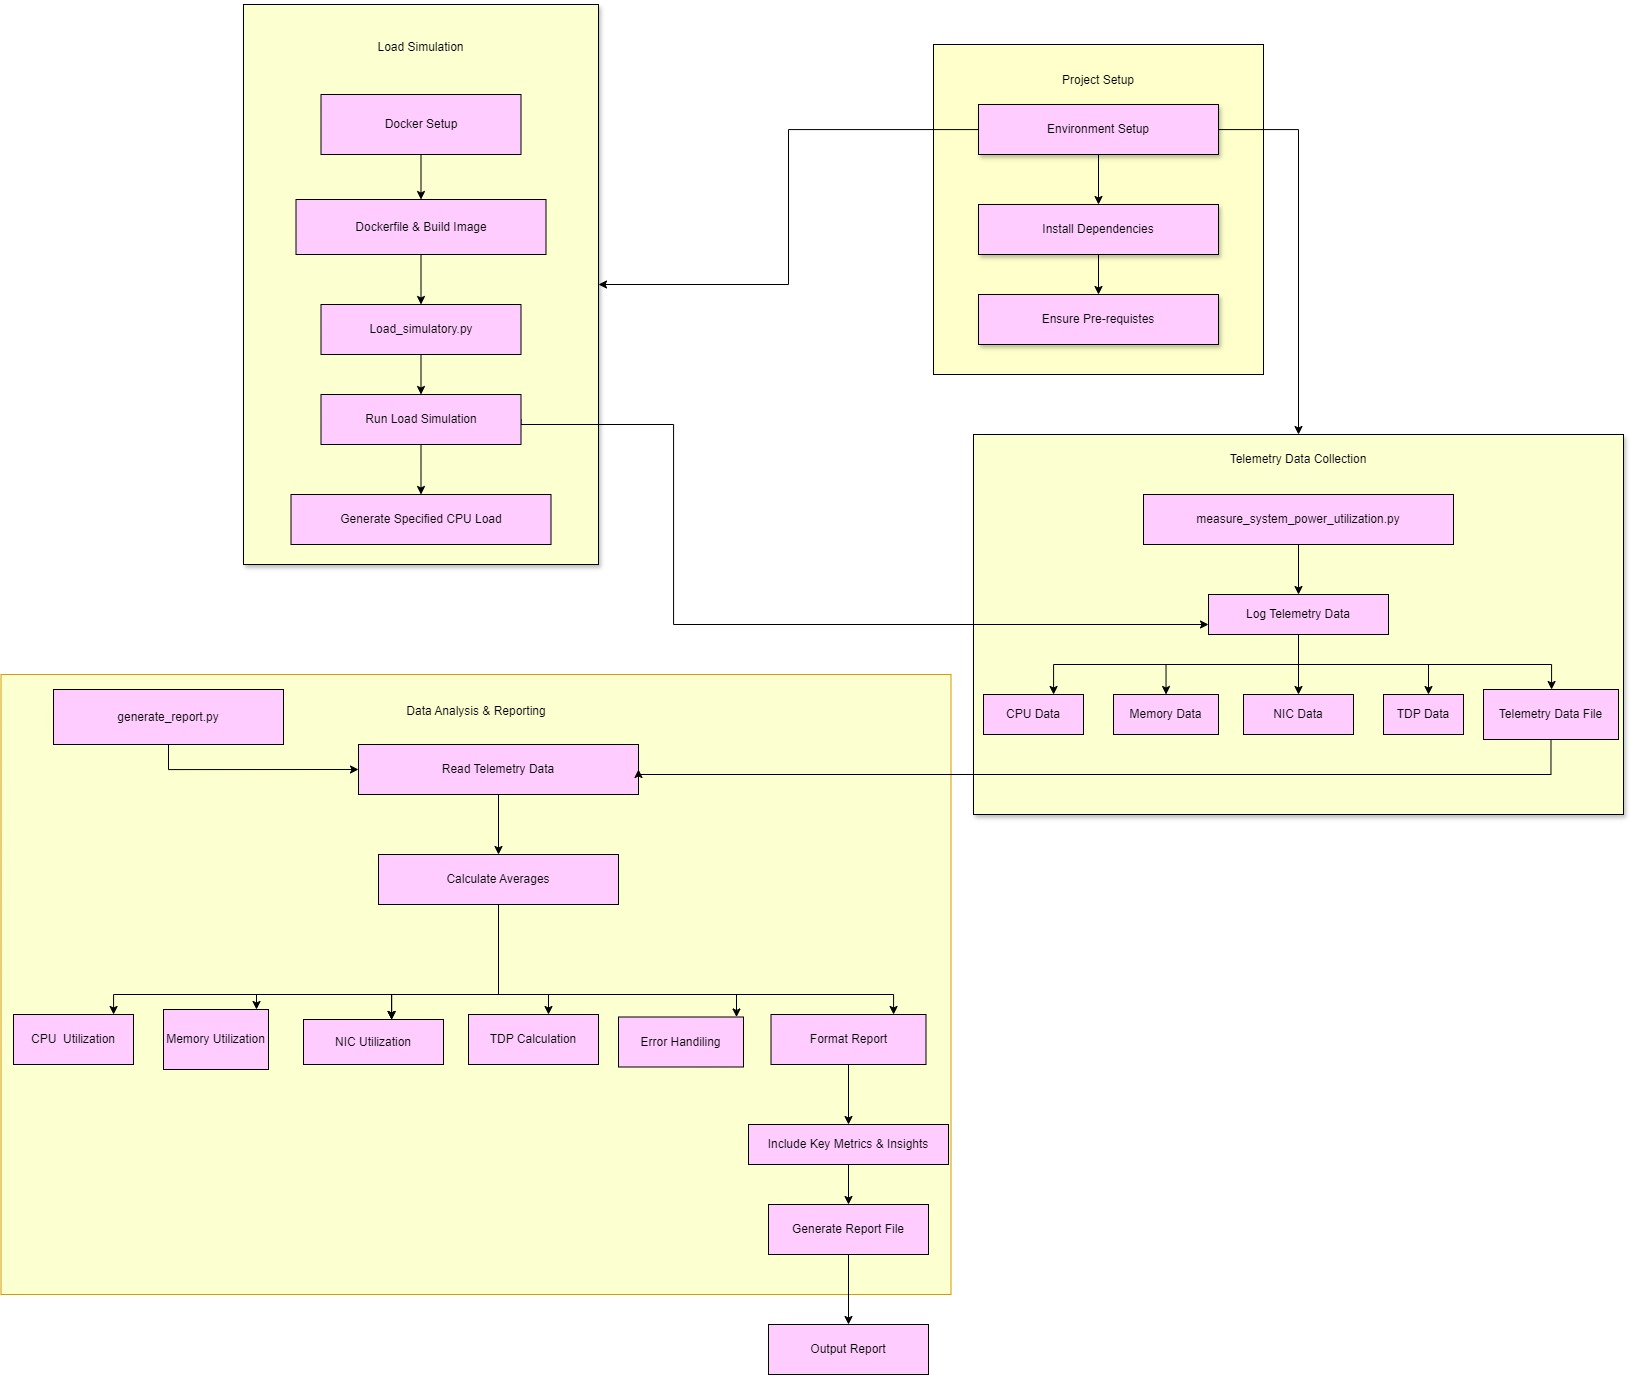 Load Simulation
Docker Setup
Dockerfile & Build Image
Load_simulatory.py
Run Load Simulation
Generate Specified CPU Load
Project Setup
Environment Setup
Install Dependencies
Ensure Pre-requistes
Telemetry Data Collection
measure_system_power_utilization.py
Log Telemetry Data
CPU Data
Memory Data
NIC Data
TDP Data
Telemetry Data File
Data Analysis & Reporting
generate_report.py
Read Telemetry Data
Calculate Averages
CPU  Utilization
Memory Utilization
NIC Utilization
TDP Calculation
Error Handiling
Format Report
Include Key Metrics & Insights
Generate Report File
Output Report